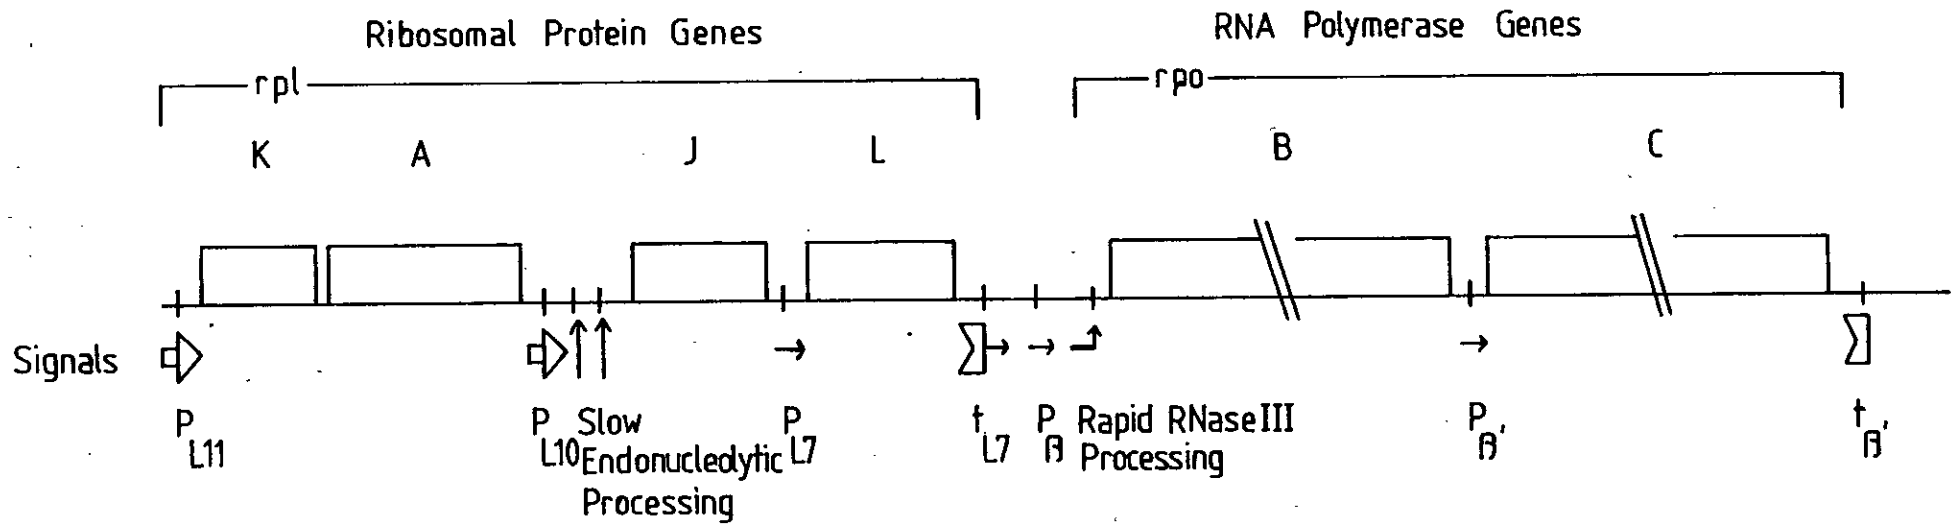 Ribosomal Protein Genes
RNA Polymerase Genes
rpl
rpo
K
A
J
L
B
C
Signals
P L11
P L10
Slow
Endonucleolytic
Processing
P L7
t L7
P β
Rapid RNaseIII
Processing
P β'
t β'